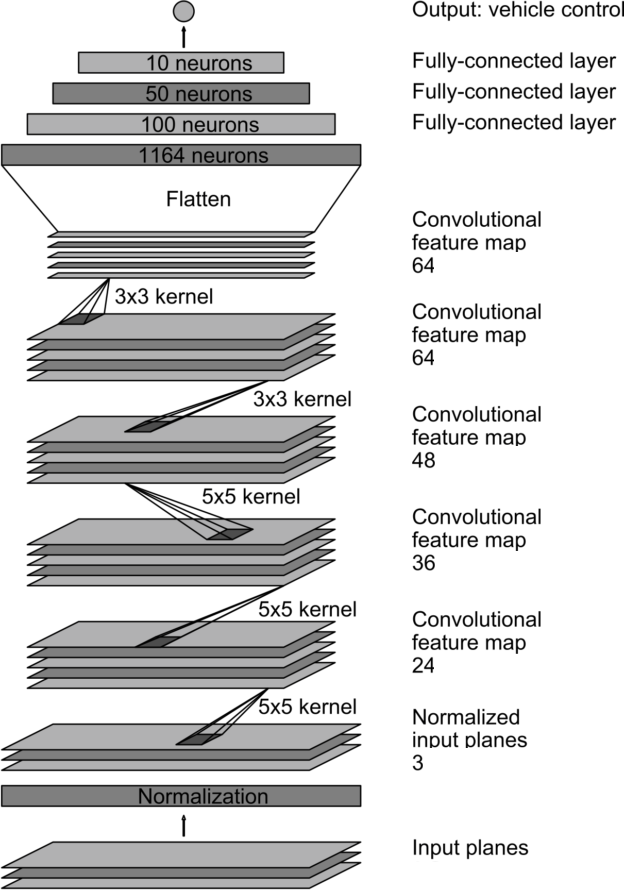 Output: vehicle control
10 neurons
Fully-connected layer
50 neurons
Fully-connected layer
100 neurons
Fully-connected layer
1164 neurons
Flatten
Convolutional
feature map
64
3x3 kernel
Convolutional
feature map
64
3x3 kernel
Convolutional
feature map
48
5x5 kernel
Convolutional
feature map
36
5x5 kernel
Convolutional
feature map
24
5x5 kernel
Normalized
input planes
3
Normalization
Input planes